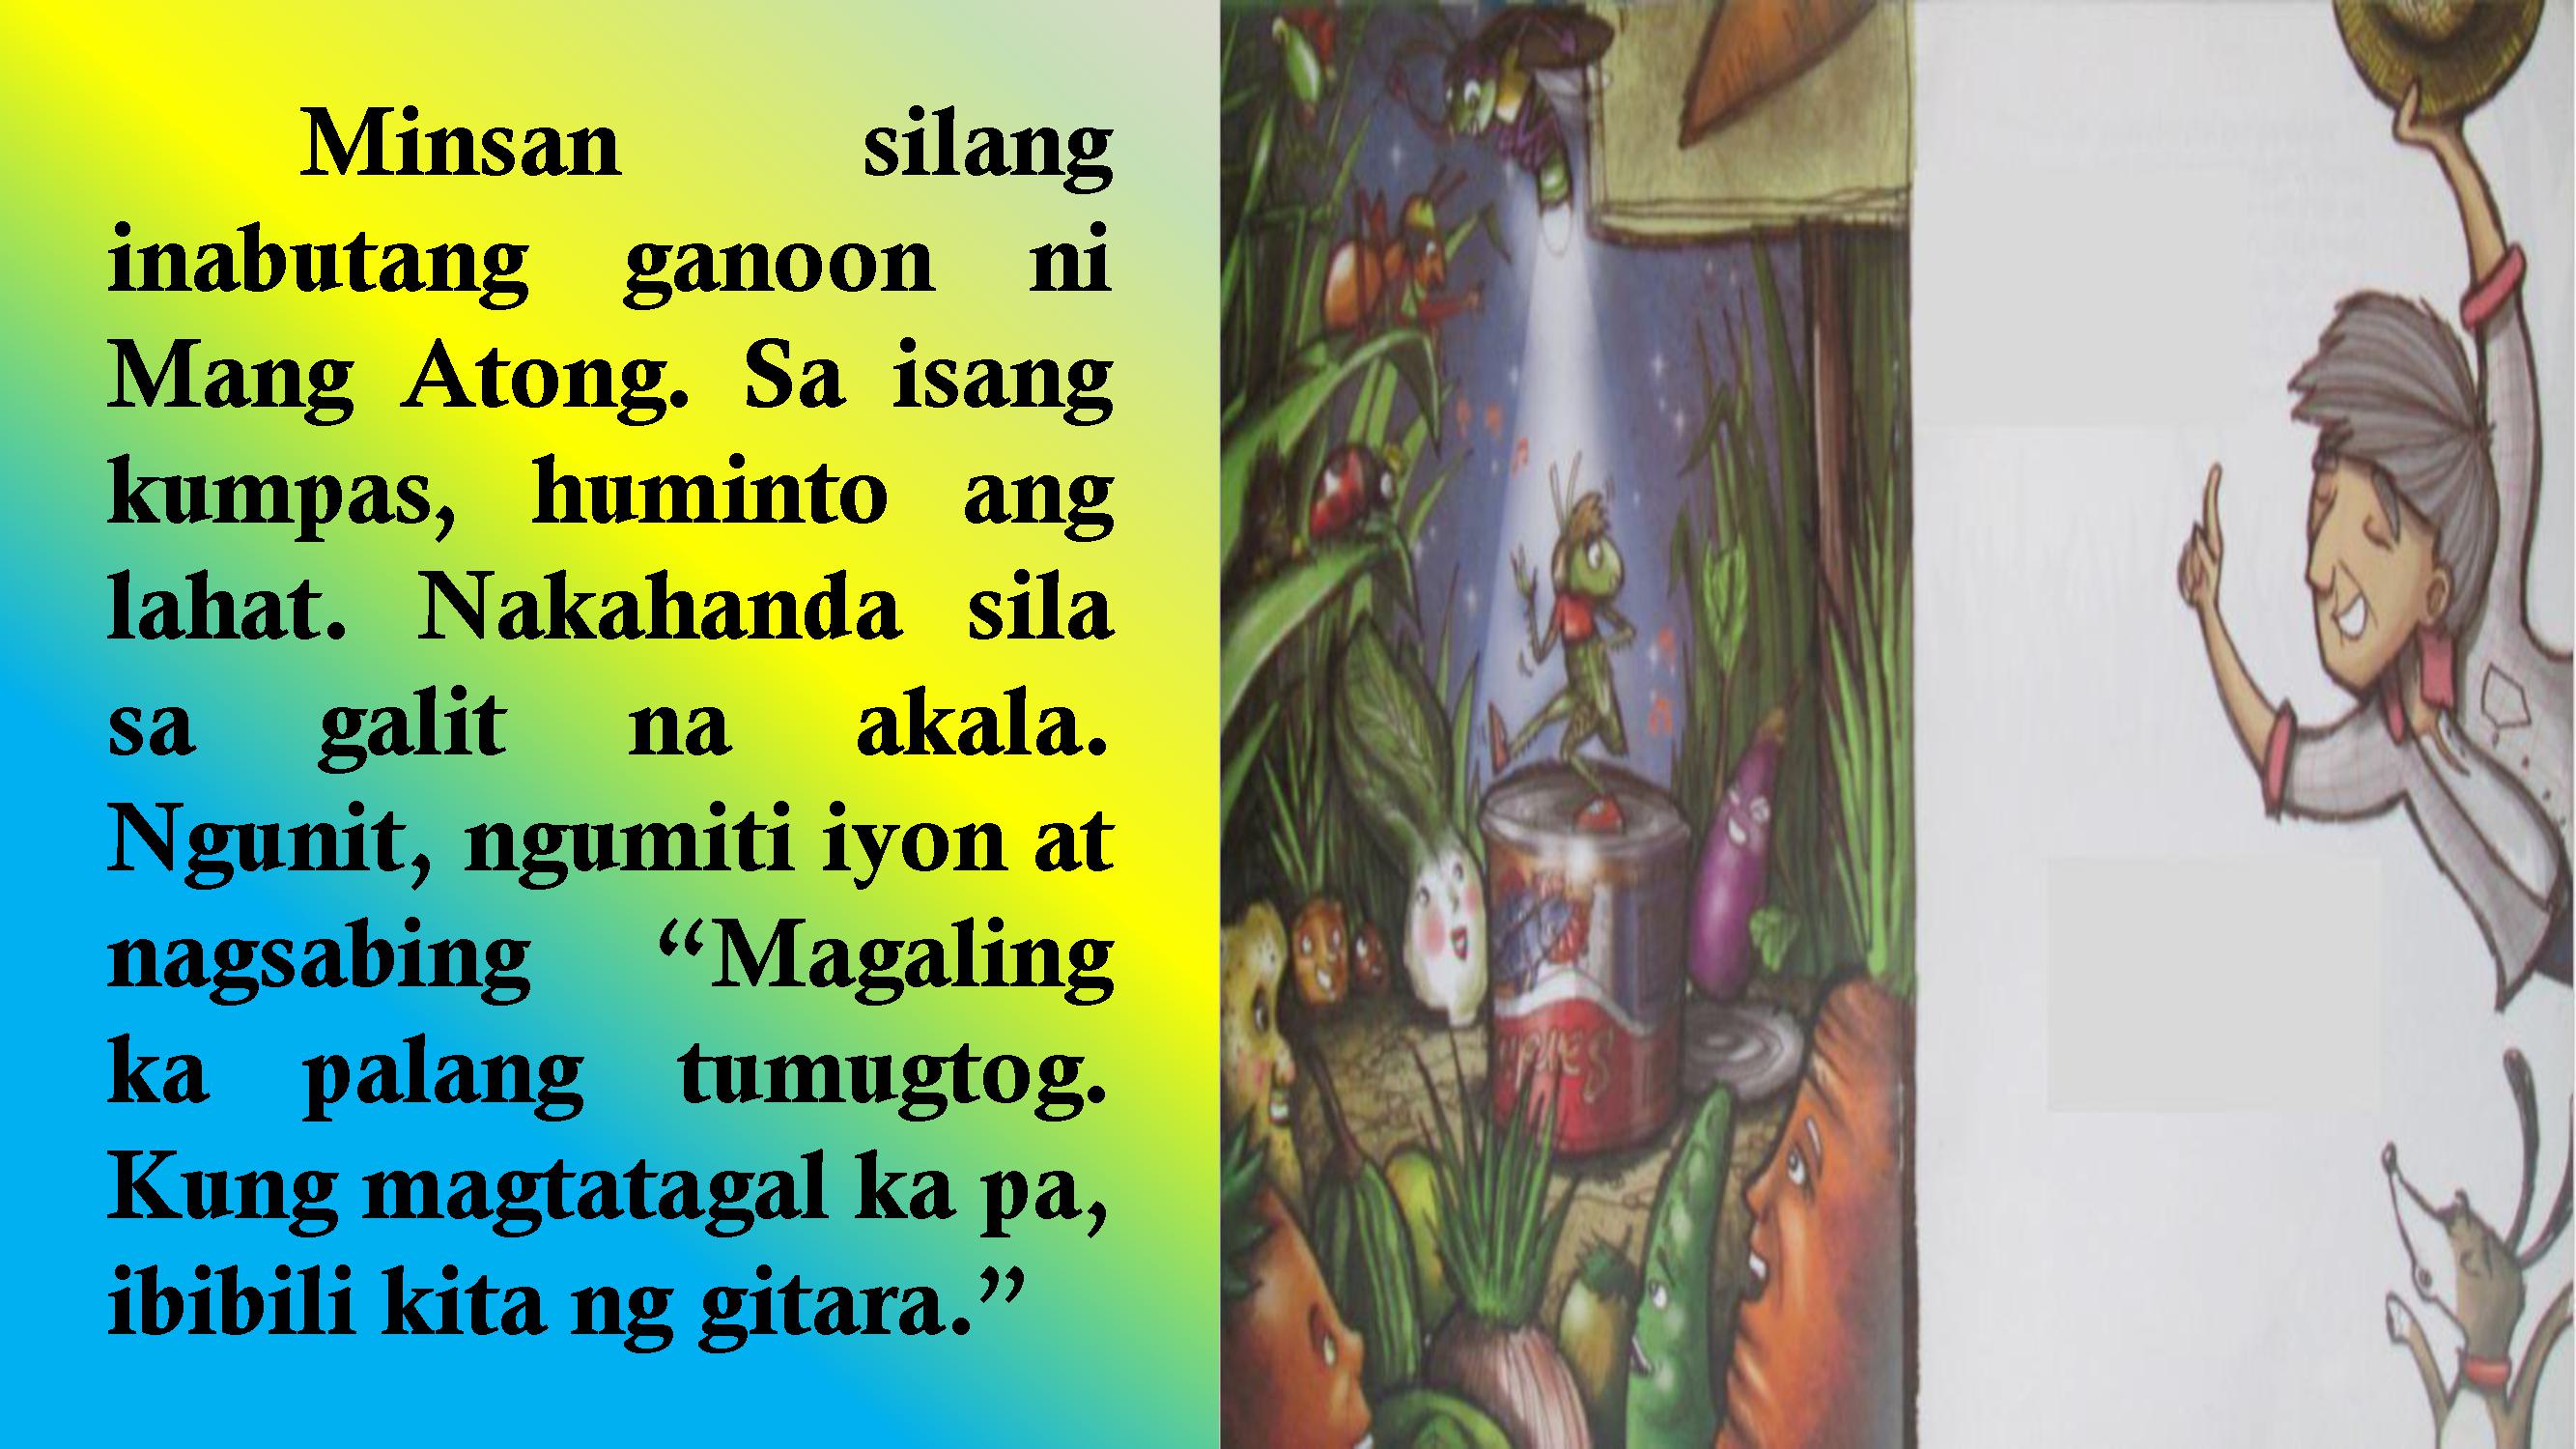 Minsan silang
inabutang ganoon ni
Mang Atong. Sa isang
kumpas, huminto ang
lahat. Nakahanda sila
sa galit na akala.
Ngunit, ngumiti iyon at
nagsabing “Magaling
ka palang tumugtog.
Kung magtatagal ka pa,
ibibili kita ng gitara.”